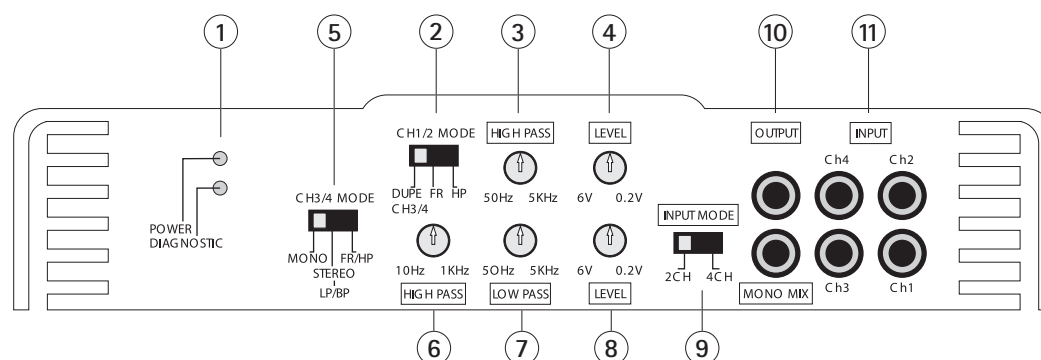 1
5
2
3
4
10
11
CH1/2 MODE
HIGH PASS
LEVEL
OUTPUT
INPUT
Ch4
Ch2
CH3/4 MODE
DUPE FR HP
CH3/4
50Hz 5KHz
6V 0.2V
POWER
DIAGNOSTIC
INPUT MODE
MONO FR/HP
STEREO
LP/BP
10Hz 1KHz
50Hz 5KHz
6V 0.2V
2CH 4CH
HIGH PASS
LOW PASS
LEVEL
MONO MIX
Ch3
Ch1
6
7
8
9